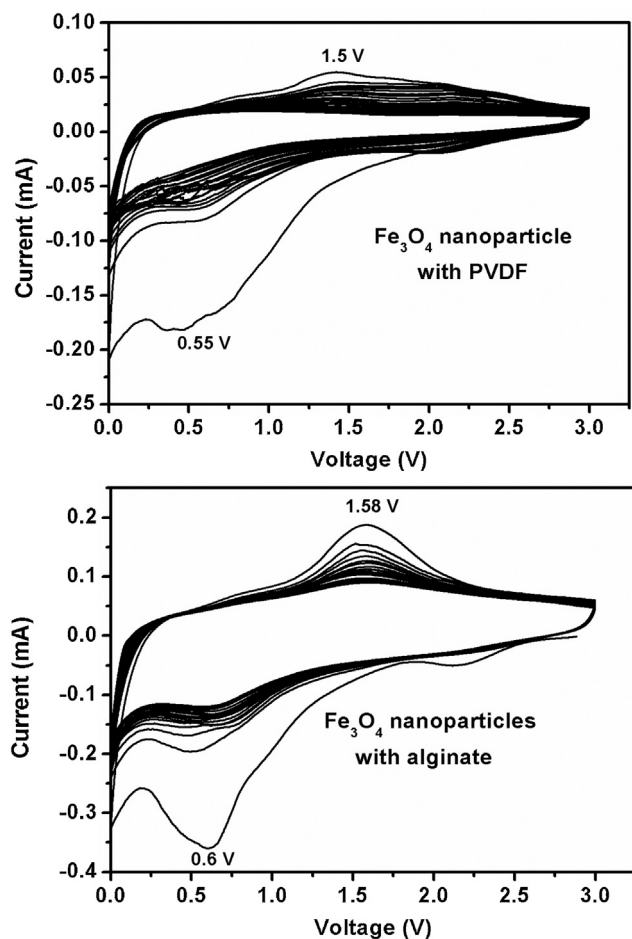 0.10
0.05
0.00
-0.05
-0.10
-0.15
-0.20
-0.25
Current (mA)
1.5 V
0.55 V
Fe₃O₄ nanoparticle
with PVDF
0.0 0.5 1.0 1.5 2.0 2.5 3.0
Voltage (V)
0.2
0.1
0.0
-0.1
-0.2
-0.3
-0.4
Current (mA)
1.58 V
0.6 V
Fe₃O₄ nanoparticles
with alginate
0.0 0.5 1.0 1.5 2.0 2.5 3.0
Voltage (V)